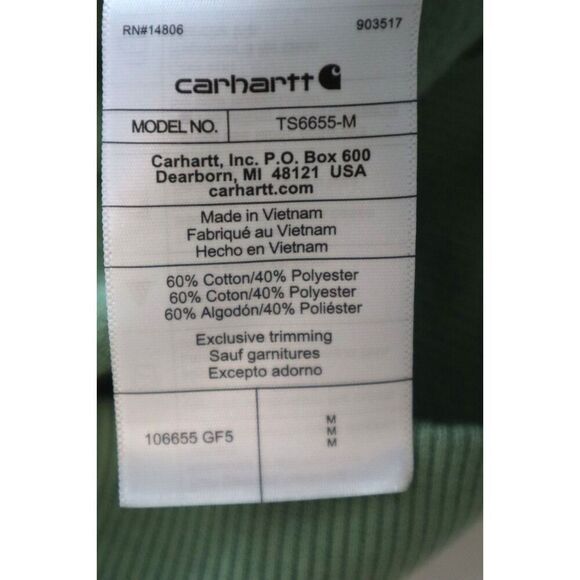 RN#14806 903517
carhartt
MODEL NO. TS6655-M
Carhartt, Inc. P.O. Box 600
Dearborn, MI 48121 USA
carhartt.com
Made in Vietnam
Fabriqué au Vietnam
Hecho en Vietnam
60% Cotton/40% Polyester
60% Coton/40% Polyester
60% Algodón/40% Poliéster
Exclusive trimming
Sauf garnitures
Excepto adorno
106655 GF5
M
M
M